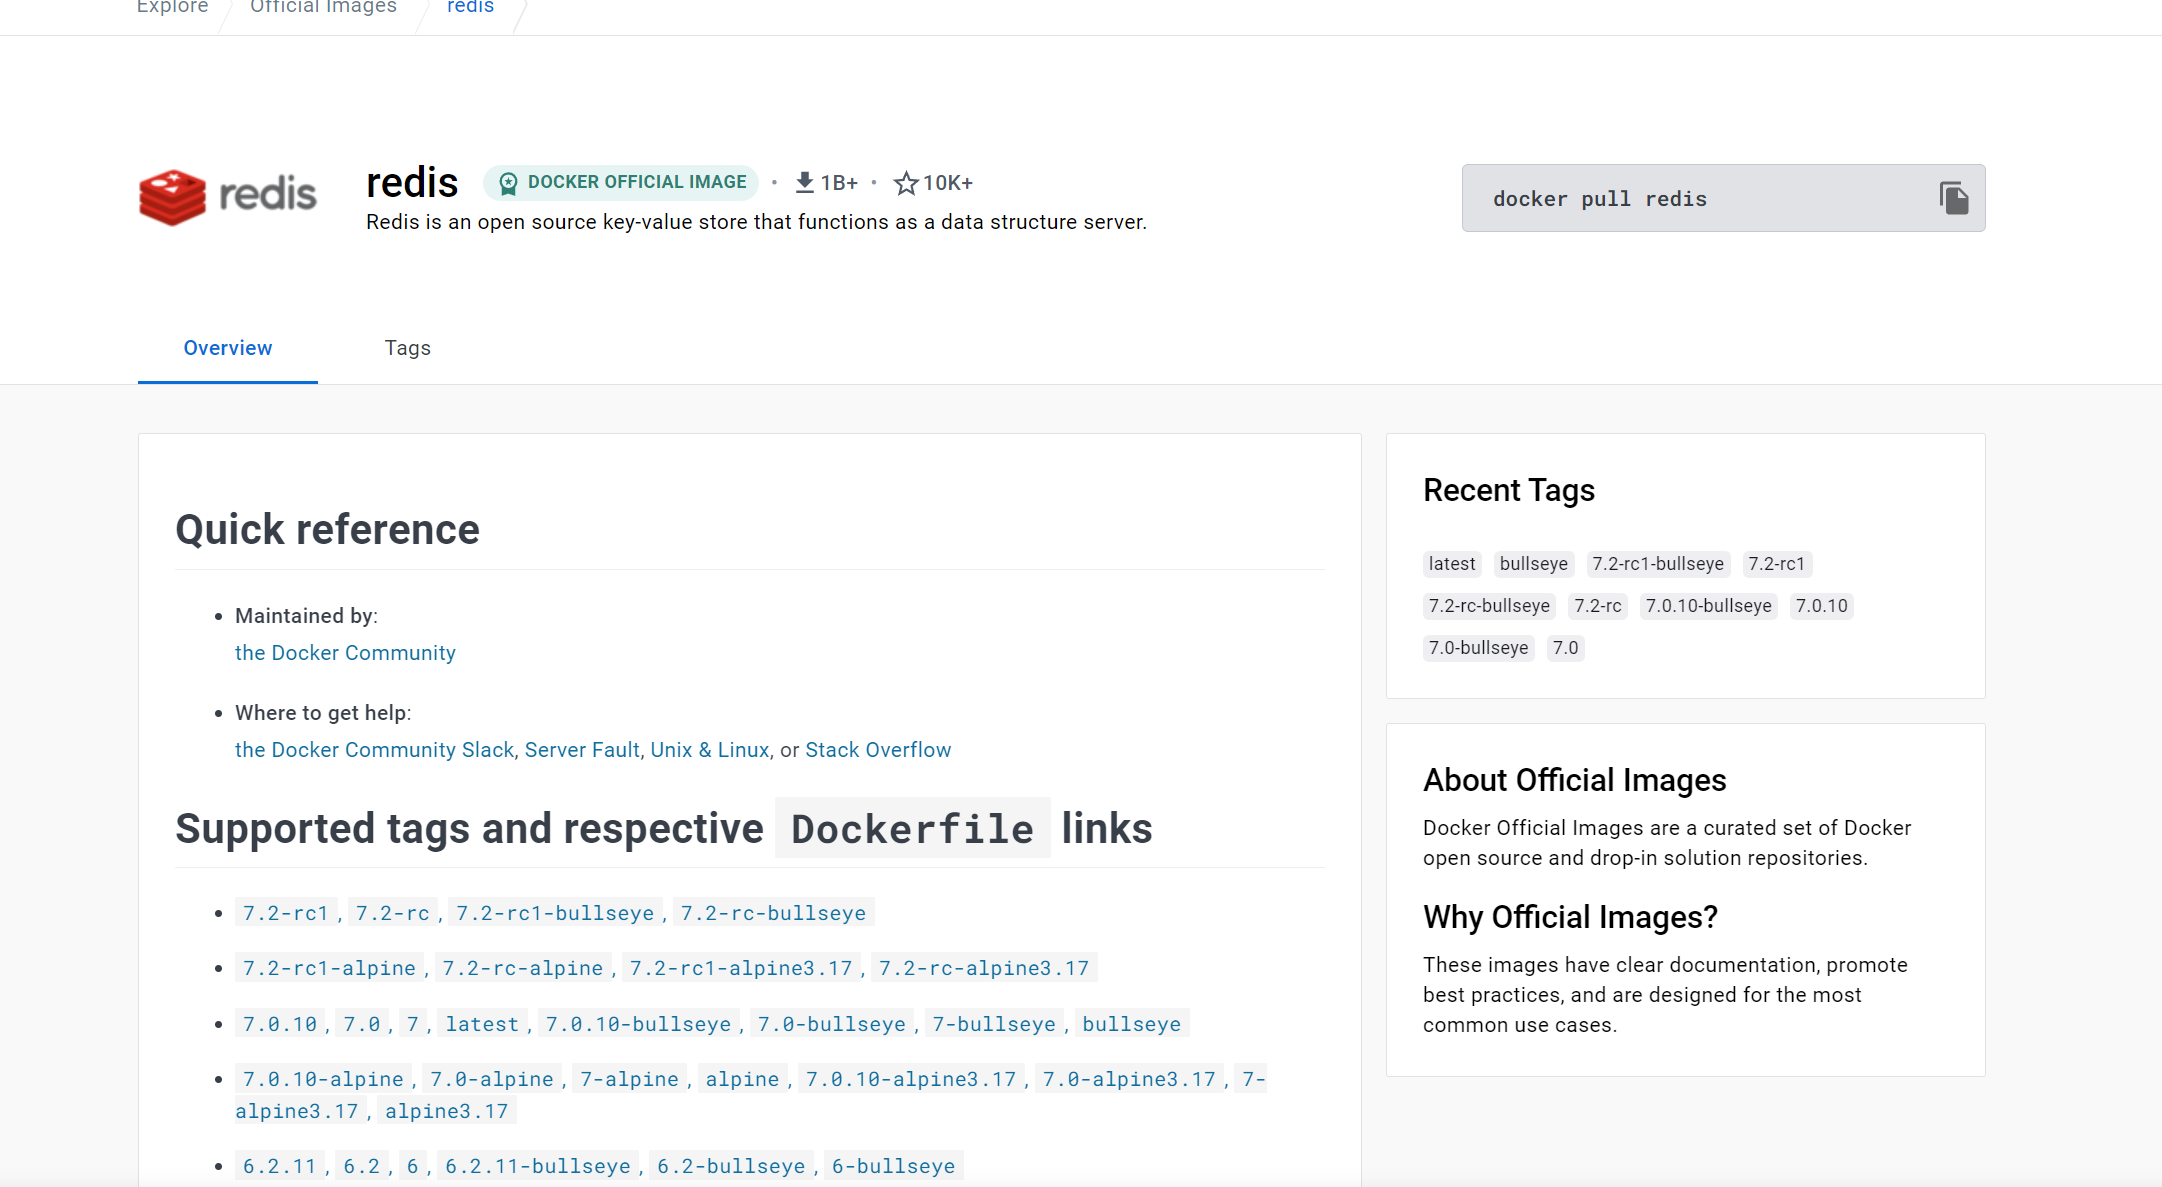 Explore
Official Images
redis
redis
redis
DOCKER OFFICIAL IMAGE
· 1B+ · 10K+
Redis is an open source key-value store that functions as a data structure server.
docker pull redis
Overview
Tags
Quick reference
• Maintained by:
the Docker Community
• Where to get help:
the Docker Community Slack, Server Fault, Unix & Linux, or Stack Overflow
Supported tags and respective Dockerfile links
• 7.2-rc1, 7.2-rc, 7.2-rc1-bullseye, 7.2-rc-bullseye
• 7.2-rc1-alpine, 7.2-rc-alpine, 7.2-rc1-alpine3.17, 7.2-rc-alpine3.17
• 7.0.10, 7.0, 7, latest, 7.0.10-bullseye, 7.0-bullseye, 7-bullseye, bullseye
• 7.0.10-alpine, 7.0-alpine, 7-alpine, alpine, 7.0.10-alpine3.17, 7.0-alpine3.17, 7-
alpine3.17, alpine3.17
• 6.2.11, 6.2, 6, 6.2.11-bullseye, 6.2-bullseye, 6-bullseye
Recent Tags
latest bullseye 7.2-rc1-bullseye 7.2-rc1
7.2-rc-bullseye 7.2-rc 7.0.10-bullseye 7.0.10
7.0-bullseye 7.0
About Official Images
Docker Official Images are a curated set of Docker
open source and drop-in solution repositories.
Why Official Images?
These images have clear documentation, promote
best practices, and are designed for the most
common use cases.